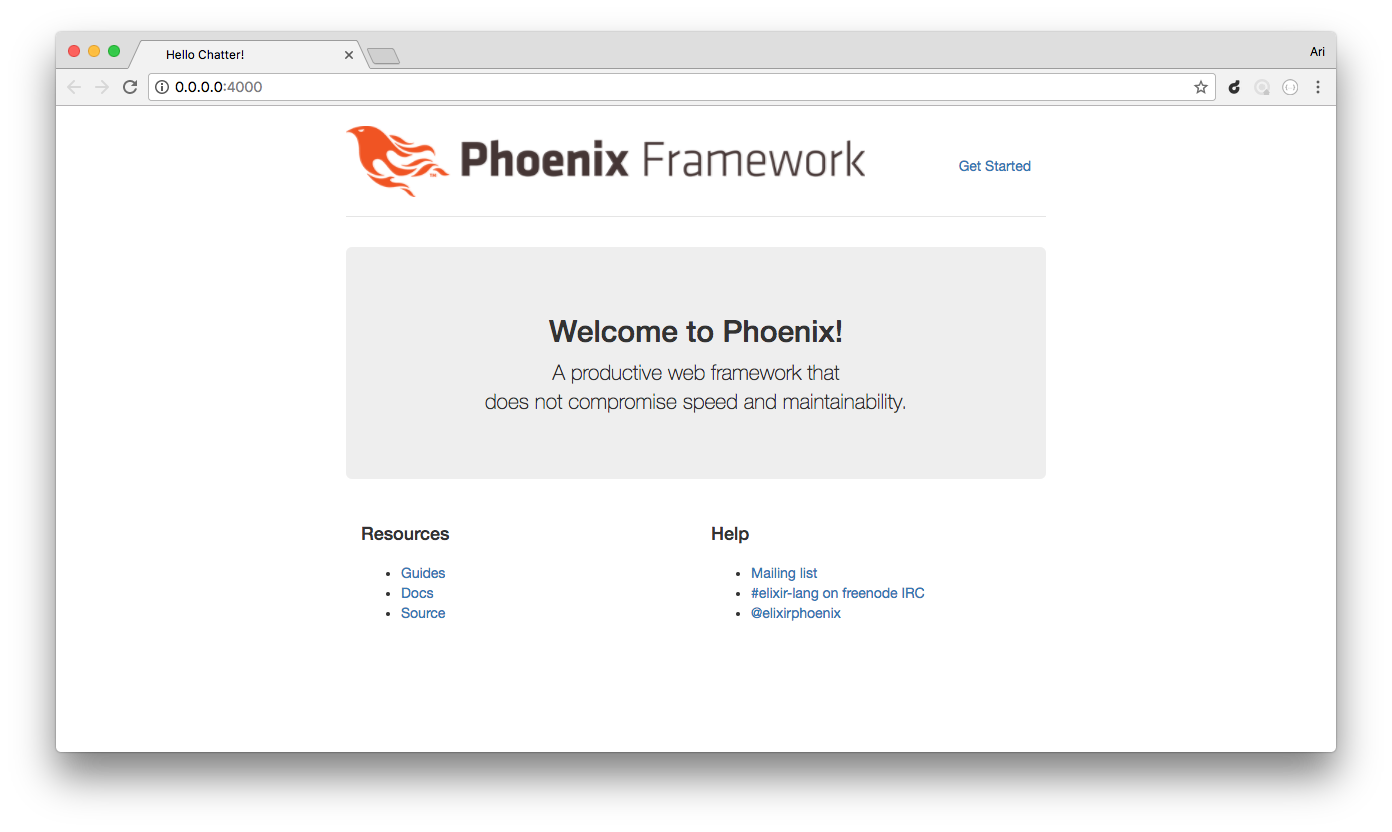 Hello Chatter!
Ari
0.0.0.0:4000
Phoenix Framework
TM
Get Started
Welcome to Phoenix!
A productive web framework that
does not compromise speed and maintainability.
Resources
Help
Guides
Docs
Source
Mailing list
#elixir-lang on freenode IRC
@elixirphoenix